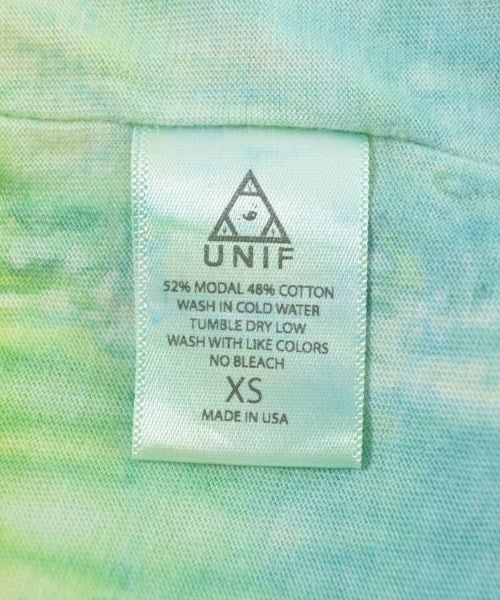 UNIF
52% MODAL 48% COTTON
WASH IN COLD WATER
TUMBLE DRY LOW
WASH WITH LIKE COLORS
NO BLEACH
XS
MADE IN USA